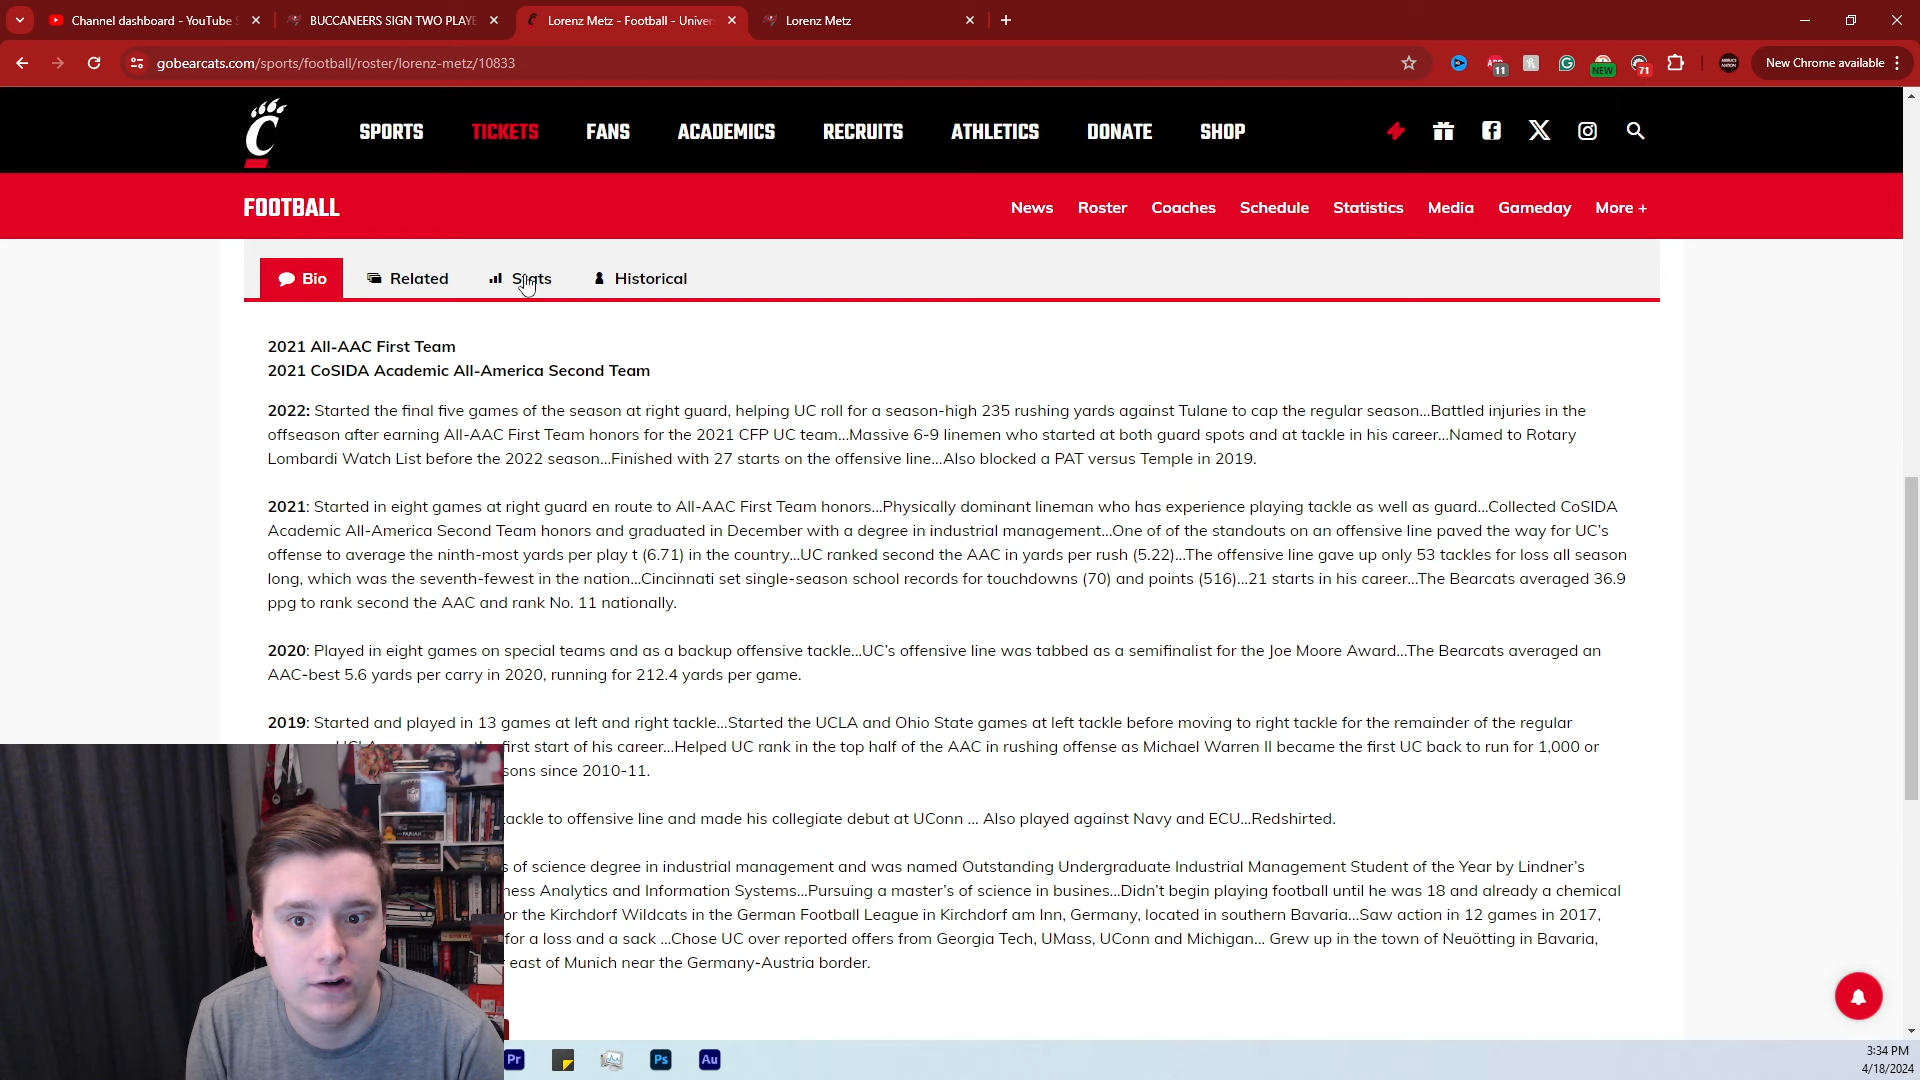 Channel dashboard - YouTube S
BUCCANEERS SIGN TWO PLAYE
Lorenz Metz - Football - Univer
Lorenz Metz
gobearcats.com/sports/football/roster/lorenz-metz/10833
11
NEW
71
New Chrome available
C
SPORTS TICKETS FANS ACADEMICS RECRUITS ATHLETICS DONATE SHOP
FOOTBALL
News Roster Coaches Schedule Statistics Media Gameday More +
Bio Related Stats Historical
2021 All-AAC First Team
2021 CoSIDA Academic All-America Second Team
2022: Started the final five games of the season at right guard, helping UC roll for a season-high 235 rushing yards against Tulane to cap the regular season...Battled injuries in the
offseason after earning All-AAC First Team honors for the 2021 CFP UC team...Massive 6-9 linemen who started at both guard spots and at tackle in his career...Named to Rotary
Lombardi Watch List before the 2022 season...Finished with 27 starts on the offensive line...Also blocked a PAT versus Temple in 2019.
2021: Started in eight games at right guard en route to All-AAC First Team honors...Physically dominant lineman who has experience playing tackle as well as guard...Collected CoSIDA
Academic All-America Second Team honors and graduated in December with a degree in industrial management...One of of the standouts on an offensive line paved the way for UC's
offense to average the ninth-most yards per play t (6.71) in the country...UC ranked second the AAC in yards per rush (5.22)...The offensive line gave up only 53 tackles for loss all season
long, which was the seventh-fewest in the nation...Cincinnati set single-season school records for touchdowns (70) and points (516)...21 starts in his career...The Bearcats averaged 36.9
ppg to rank second the AAC and rank No. 11 nationally.
2020: Played in eight games on special teams and as a backup offensive tackle...UC's offensive line was tabbed as a semifinalist for the Joe Moore Award...The Bearcats averaged an
AAC-best 5.6 yards per carry in 2020, running for 212.4 yards per game.
2019: Started and played in 13 games at left and right tackle...Started the UCLA and Ohio State games at left tackle before moving to right tackle for the remainder of the regular
first start of his career...Helped UC rank in the top half of the AAC in rushing offense as Michael Warren II became the first UC back to run for 1,000 or
sons since 2010-11.
ackle to offensive line and made his collegiate debut at UConn ... Also played against Navy and ECU...Redshirted.
s of science degree in industrial management and was named Outstanding Undergraduate Industrial Management Student of the Year by Lindner's
ness Analytics and Information Systems...Pursuing a master's of science in busines...Didn't begin playing football until he was 18 and already a chemical
or the Kirchdorf Wildcats in the German Football League in Kirchdorf am Inn, Germany, located in southern Bavaria...Saw action in 12 games in 2017,
for a loss and a sack ...Chose UC over reported offers from Georgia Tech, UMass, UConn and Michigan... Grew up in the town of Neuötting in Bavaria,
east of Munich near the Germany-Austria border.
Pr Ps Au
3:34 PM
4/18/2024